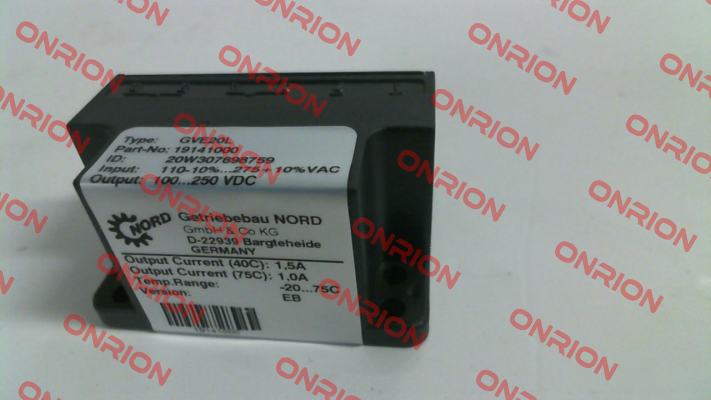 Type: GVE20L
Part-No: 19141000
ID: 20W307698759
Input: 110-10%...275+10%VAC
Output: 100...250 VDC
NORD
Getriebebau NORD
GmbH & Co KG
D-22939 Bargteheide
GERMANY
Output Current (40C): 1.5A
Output Current (75C): 1.0A
Temp.Range: -20...75C
Version: EB
ONRION